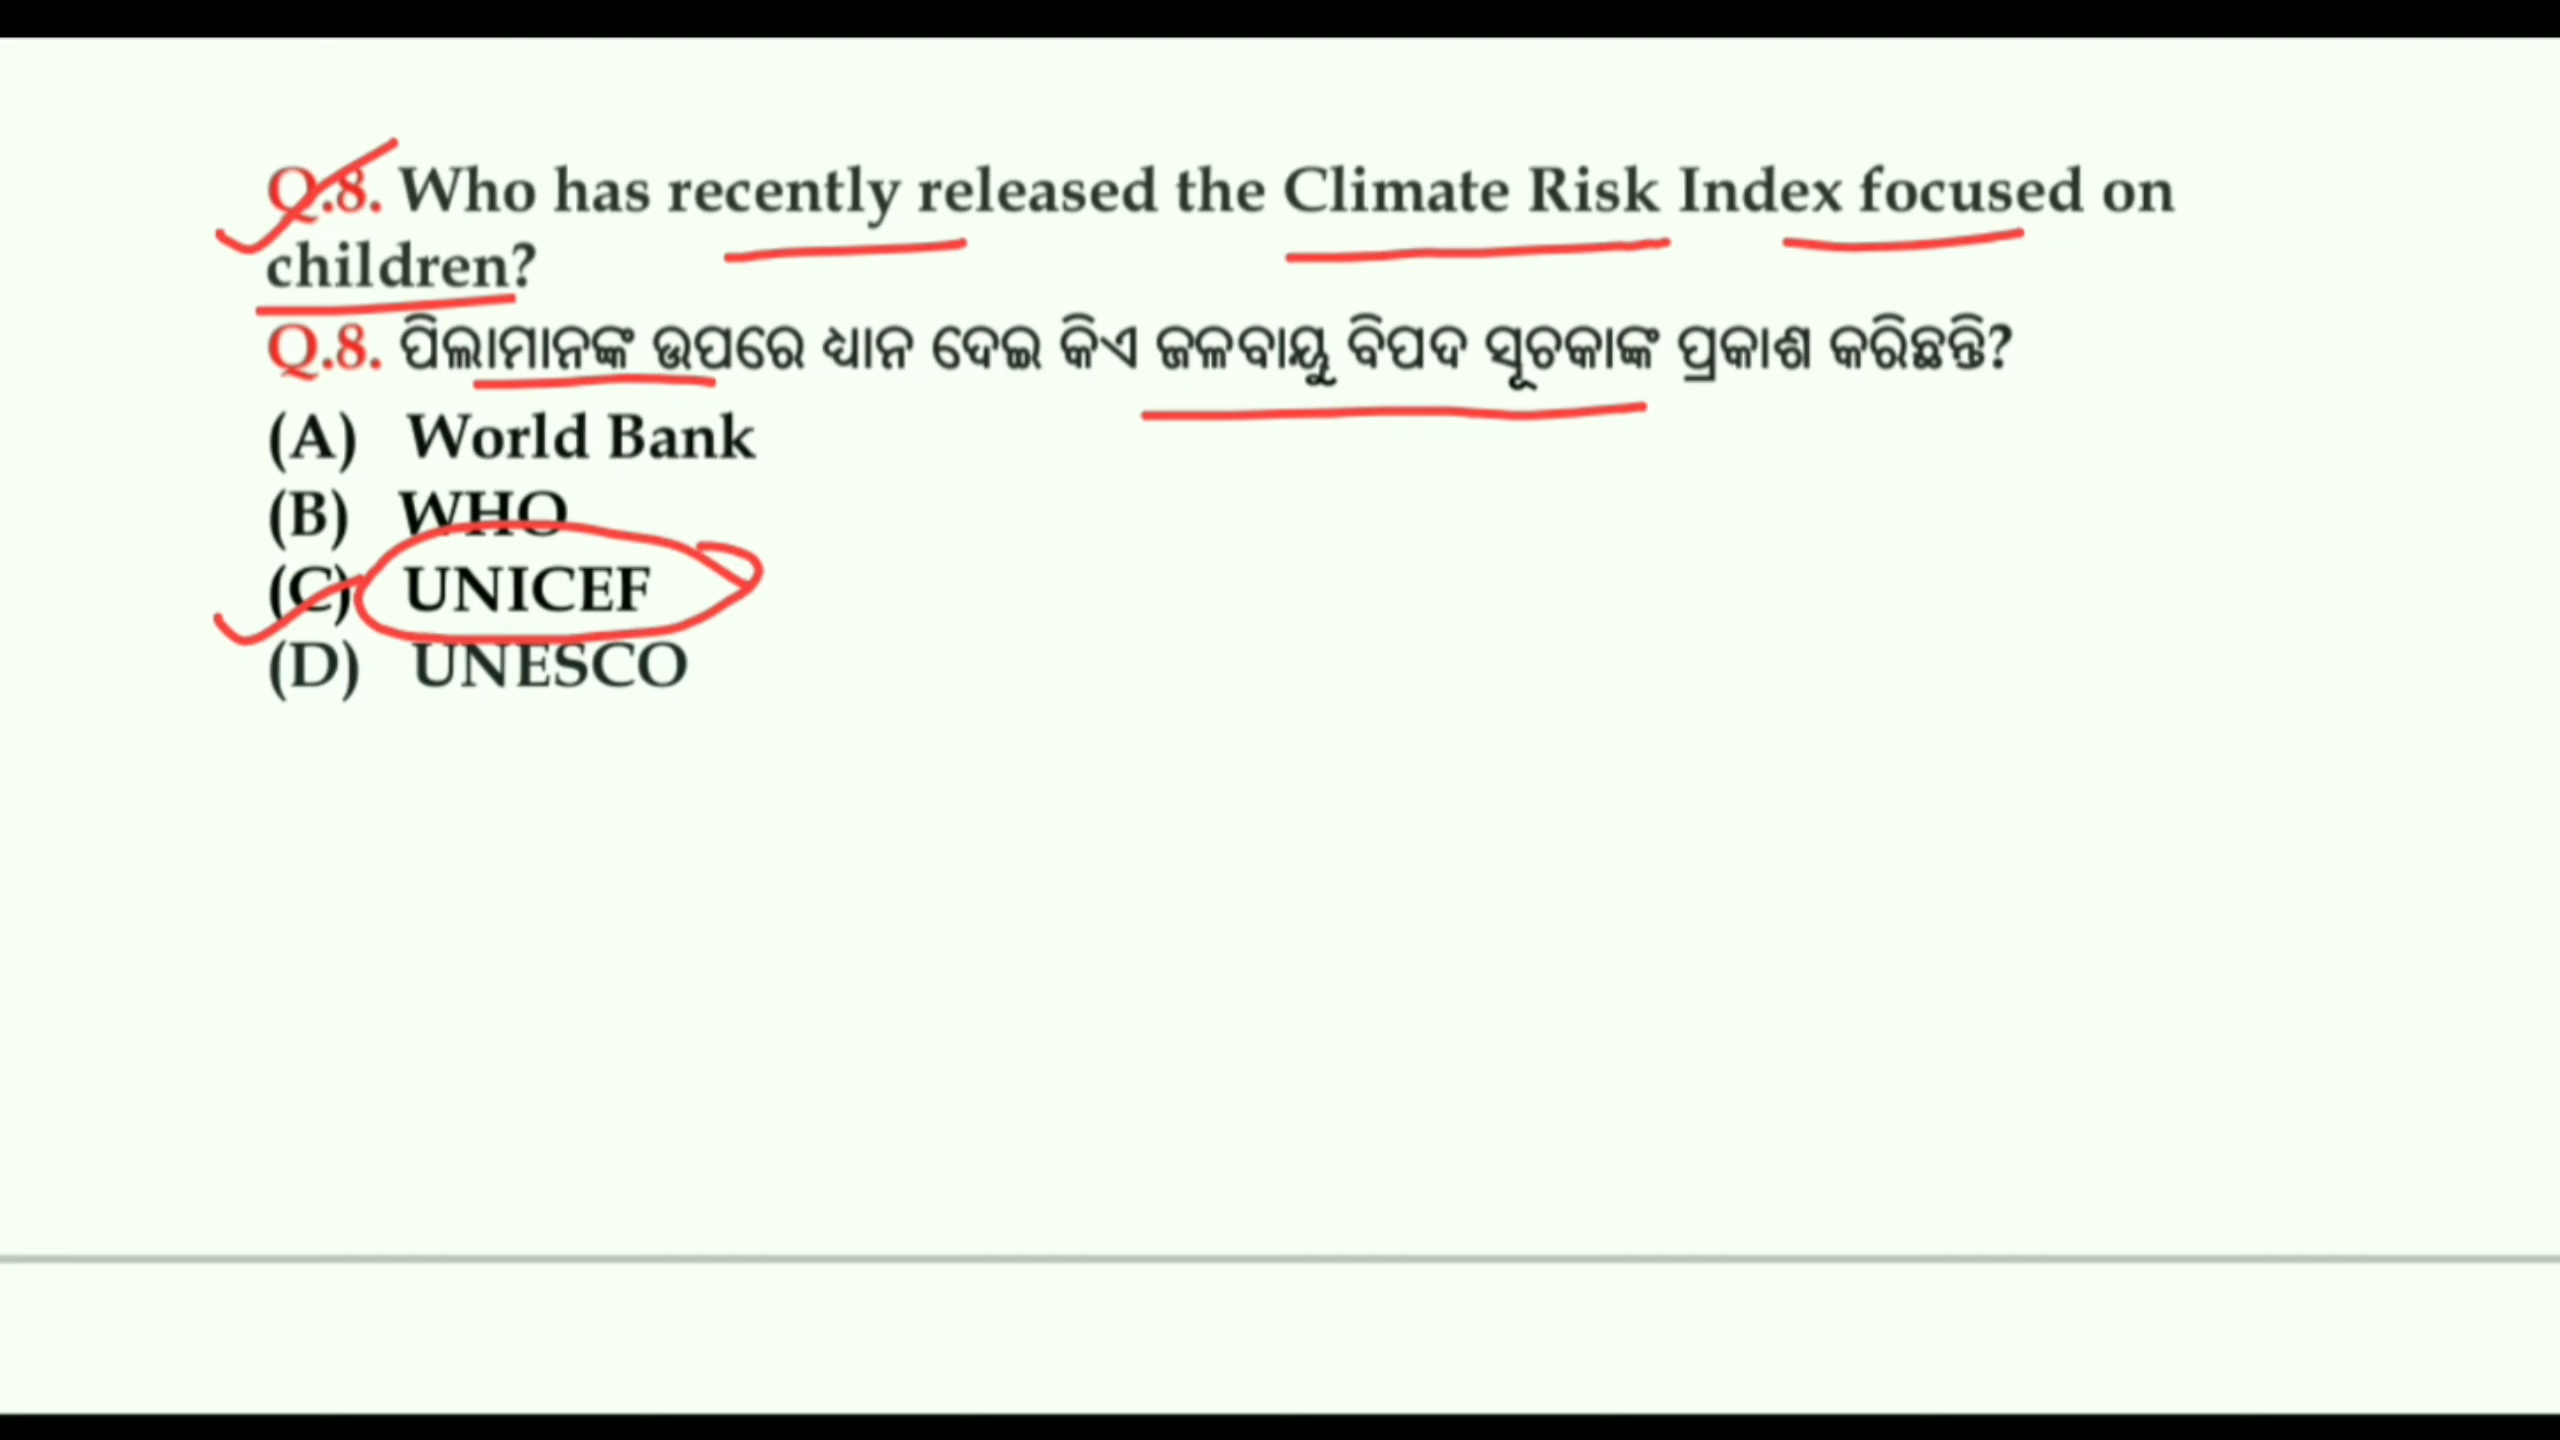 Q.8. Who has recently released the Climate Risk Index focused on
children?
Q.8. ପିଲାମାନଙ୍କ ଉପରେ ଧ୍ୟାନ ଦେଇ କିଏ ଜଳବାୟୁ ବିପଦ ସୂଚକାଙ୍କ ପ୍ରକାଶ କରିଛନ୍ତି?
(A) World Bank
(B) WHO
(C) UNICEF
(D) UNESCO